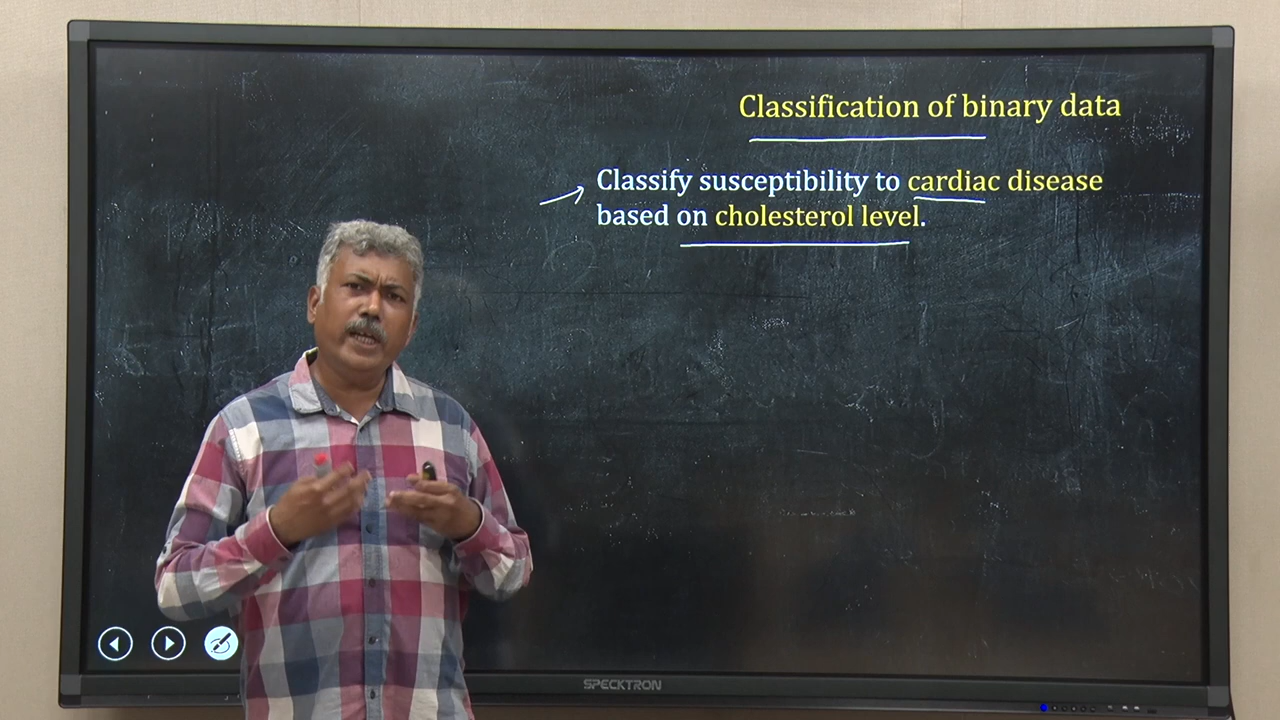 Classification of binary data
Classify susceptibility to cardiac disease
based on cholesterol level.
SPECKTRON